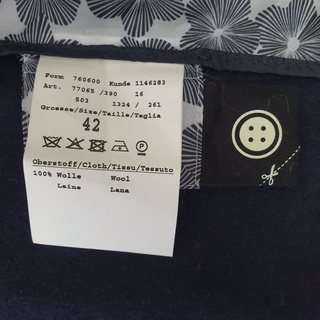 Form 760600 Kunde 1146283
Art. 77065 /390 16
503 1324 / 261
Groesse/Size/Taille/Taglia
42
Oberstoff/Cloth/Tissu/Tessuto
100% Wolle Wool
Laine Lana